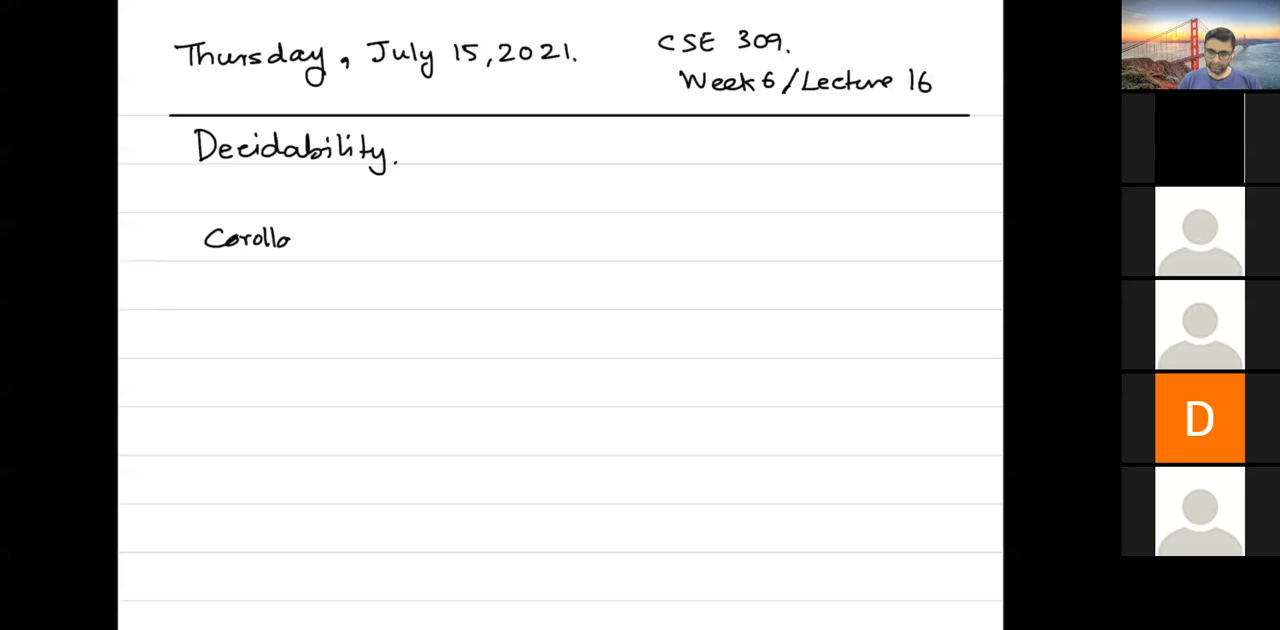 Thursday, July 15, 2021.
CSE 309.
Week 6 / Lecture 16
Decidability.
Corollo
D